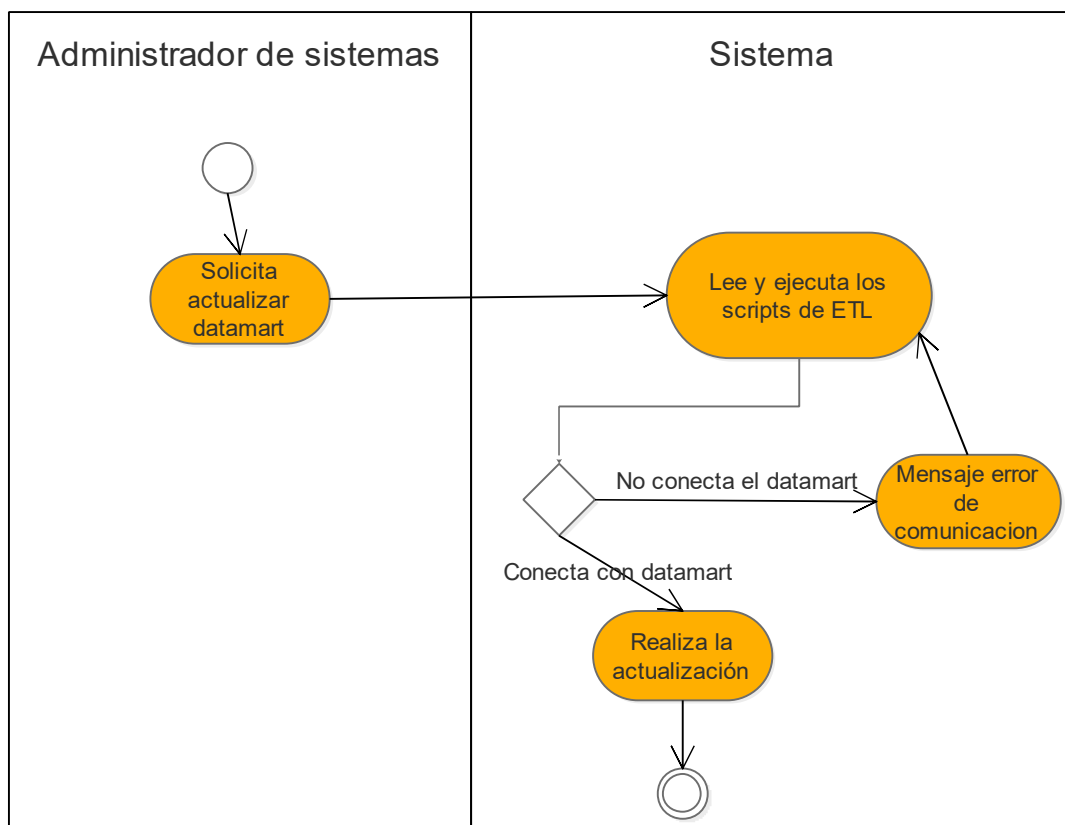 Administrador de sistemas
Sistema
Solicita
actualizar
datamart
Lee y ejecuta los
scripts de ETL
No conecta el datamart
Mensaje error
de
comunicacion
Conecta con datamart
Realiza la
actualización